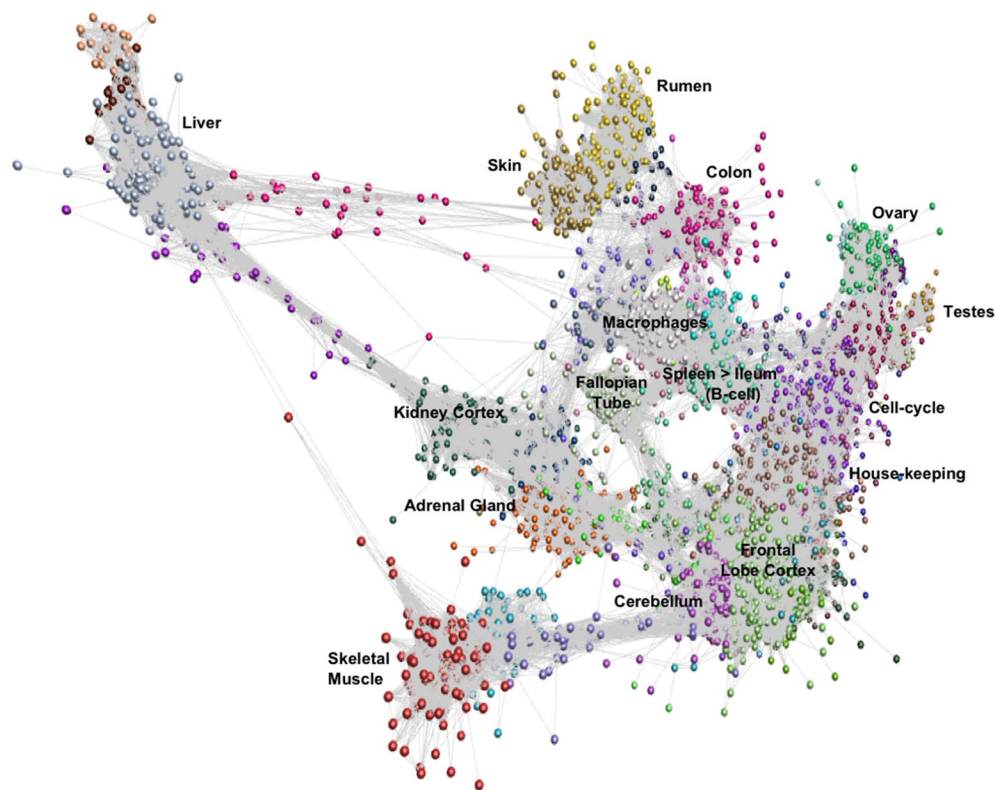 Rumen
Liver
Skin
Colon
Ovary
Testes
Macrophages
Spleen > Ileum
(B-cell)
Fallopian
Tube
Cell-cycle
Kidney Cortex
House-keeping
Adrenal Gland
Frontal
Lobe Cortex
Cerebellum
Skeletal
Muscle